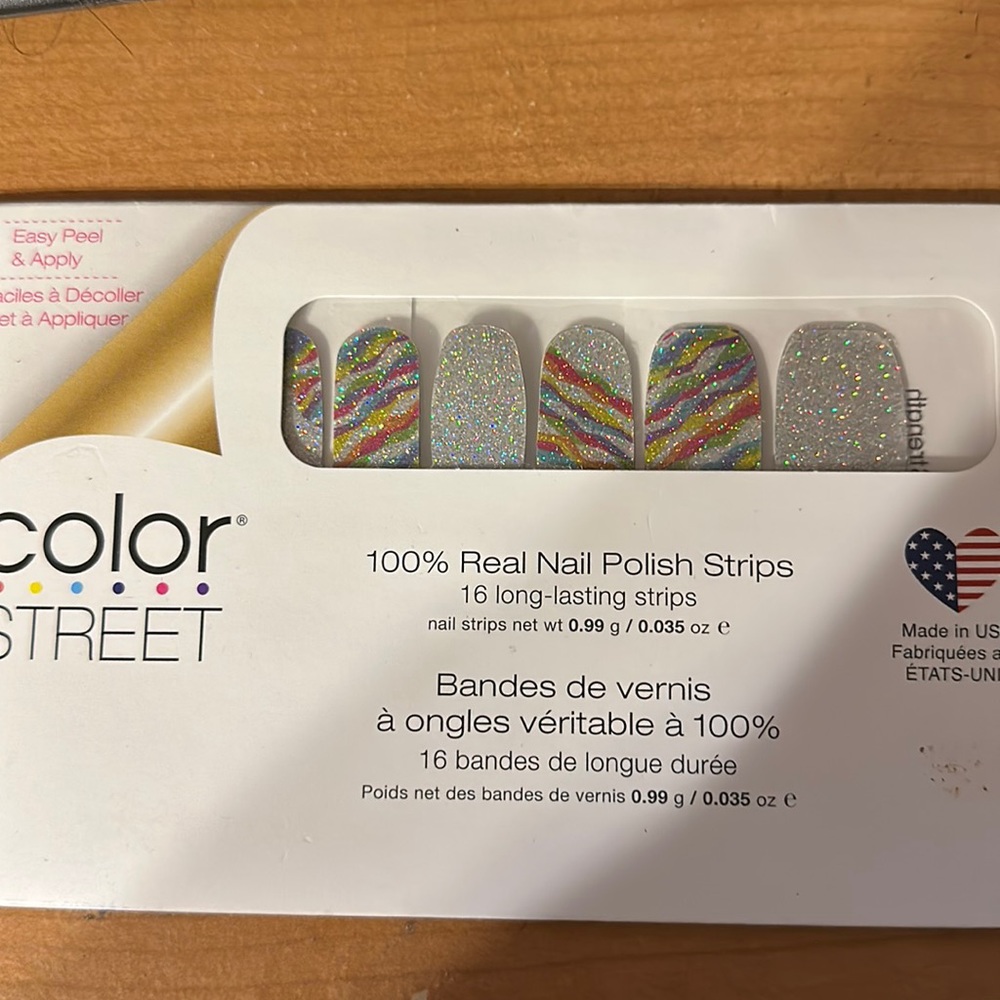 Easy Peel
& Apply
aciles à Décoller
et à Appliquer
color®
STREET
100% Real Nail Polish Strips
16 long-lasting strips
nail strips net wt 0.99 g / 0.035 oz ℮
Bandes de vernis
à ongles véritable à 100%
16 bandes de longue durée
Poids net des bandes de vernis 0.99 g / 0.035 oz ℮
Made in US
Fabriquées a
ÉTATS-UNI